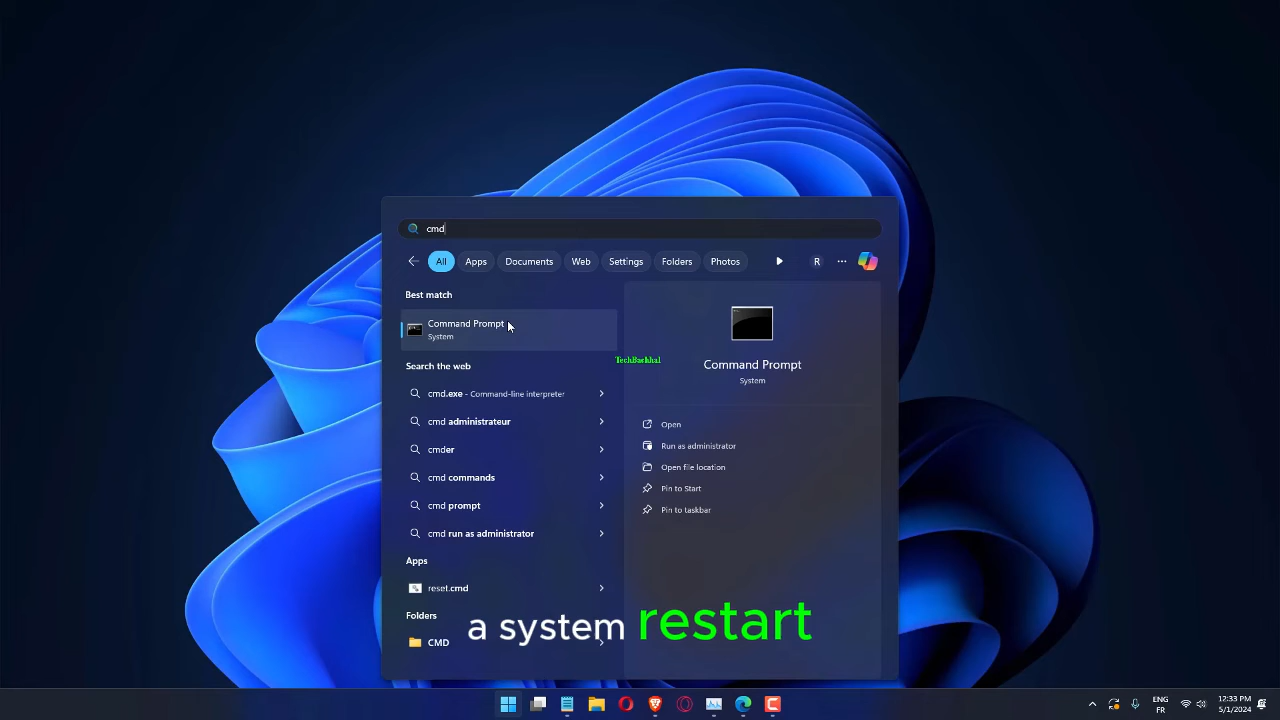 cmd
All Apps Documents Web Settings Folders Photos R
Best match
Command Prompt
System
Search the web
cmd.exe - Command-line interpreter
cmd administrateur
cmder
cmd commands
cmd prompt
cmd run as administrator
Apps
reset.cmd
Folders
CMD
TechBachhal
Command Prompt
System
Open
Run as administrator
Open file location
Pin to Start
Pin to taskbar
a system restart
ENG
FR
12:33 PM
5/1/2024